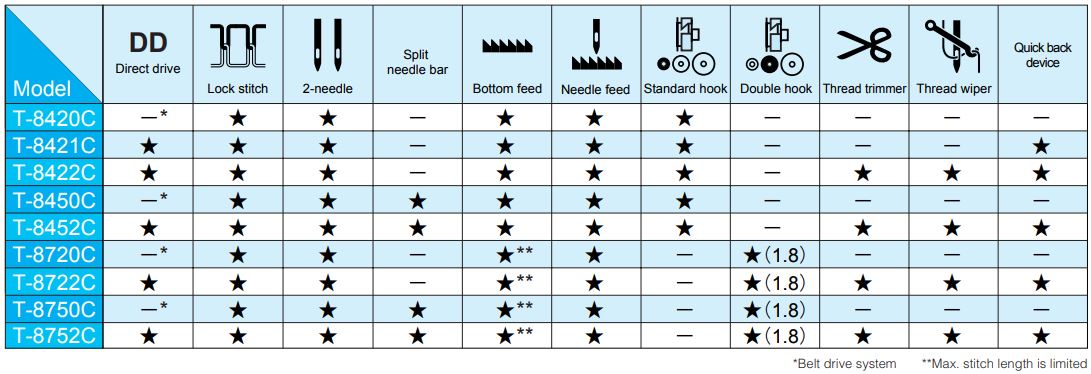 Model DD Direct drive Lock stitch 2-needle Split needle bar Bottom feed Needle feed Standard hook Double hook Thread trimmer Thread wiper Quick back device
T-8420C —* ★ ★ — ★ ★ ★ — — — —
T-8421C ★ ★ ★ — ★ ★ ★ — — — ★
T-8422C ★ ★ ★ — ★ ★ ★ — ★ ★ ★
T-8450C —* ★ ★ ★ ★ ★ ★ — — — —
T-8452C ★ ★ ★ ★ ★ ★ ★ — ★ ★ ★
T-8720C —* ★ ★ — ★** ★ — ★(1.8) — — —
T-8722C ★ ★ ★ — ★** ★ — ★(1.8) ★ ★ ★
T-8750C —* ★ ★ ★ ★** ★ — ★(1.8) — — —
T-8752C ★ ★ ★ ★ ★** ★ — ★(1.8) ★ ★ ★
*Belt drive system **Max. stitch length is limited